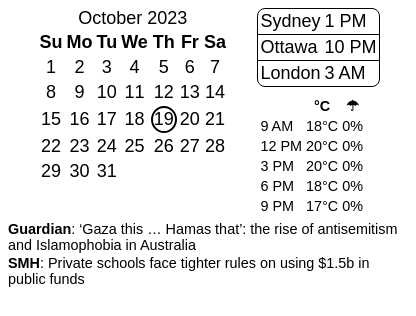 October 2023
Su Mo Tu We Th Fr Sa
1 2 3 4 5 6 7
8 9 10 11 12 13 14
15 16 17 18 19 20 21
22 23 24 25 26 27 28
29 30 31
Sydney 1 PM
Ottawa 10 PM
London 3 AM
°C ☂
9 AM 18°C 0%
12 PM 20°C 0%
3 PM 20°C 0%
6 PM 18°C 0%
9 PM 17°C 0%
Guardian: ‘Gaza this … Hamas that’: the rise of antisemitism
and Islamophobia in Australia
SMH: Private schools face tighter rules on using $1.5b in
public funds